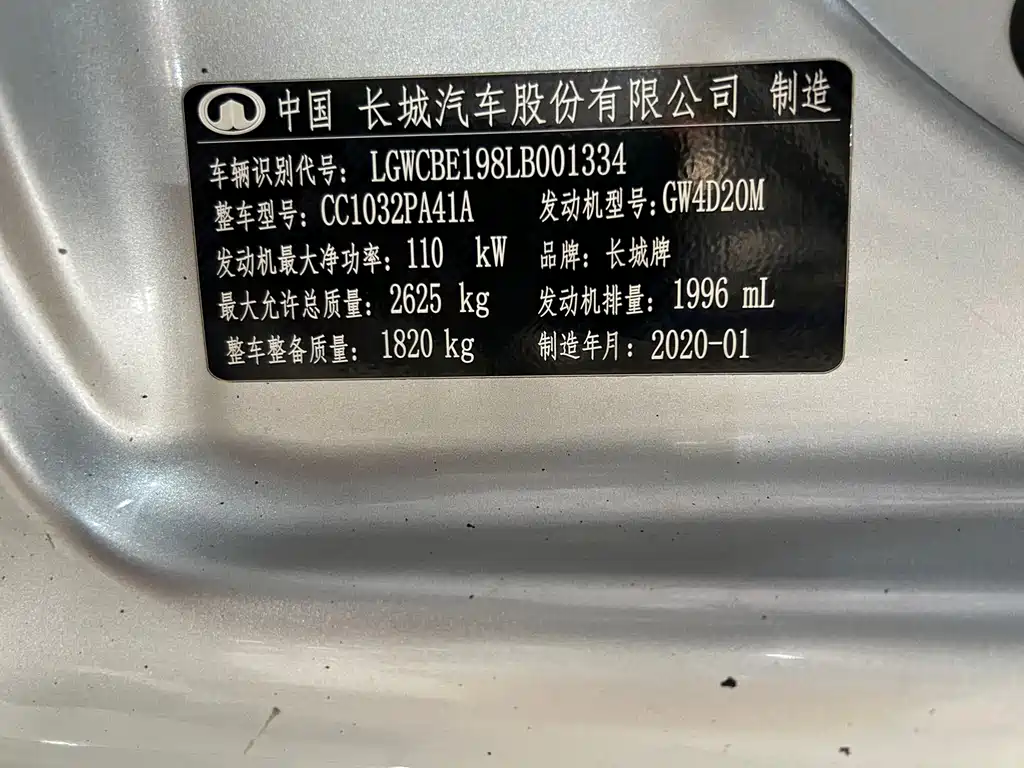 中国 长城汽车股份有限公司 制造
车辆识别代号： LGWCBE198LB001334
整车型号： CC1032PA41A 发动机型号： GW4D20M
发动机最大净功率： 110 kW 品牌： 长城牌
最大允许总质量： 2625 kg 发动机排量： 1996 mL
整车整备质量： 1820 kg 制造年月： 2020-01